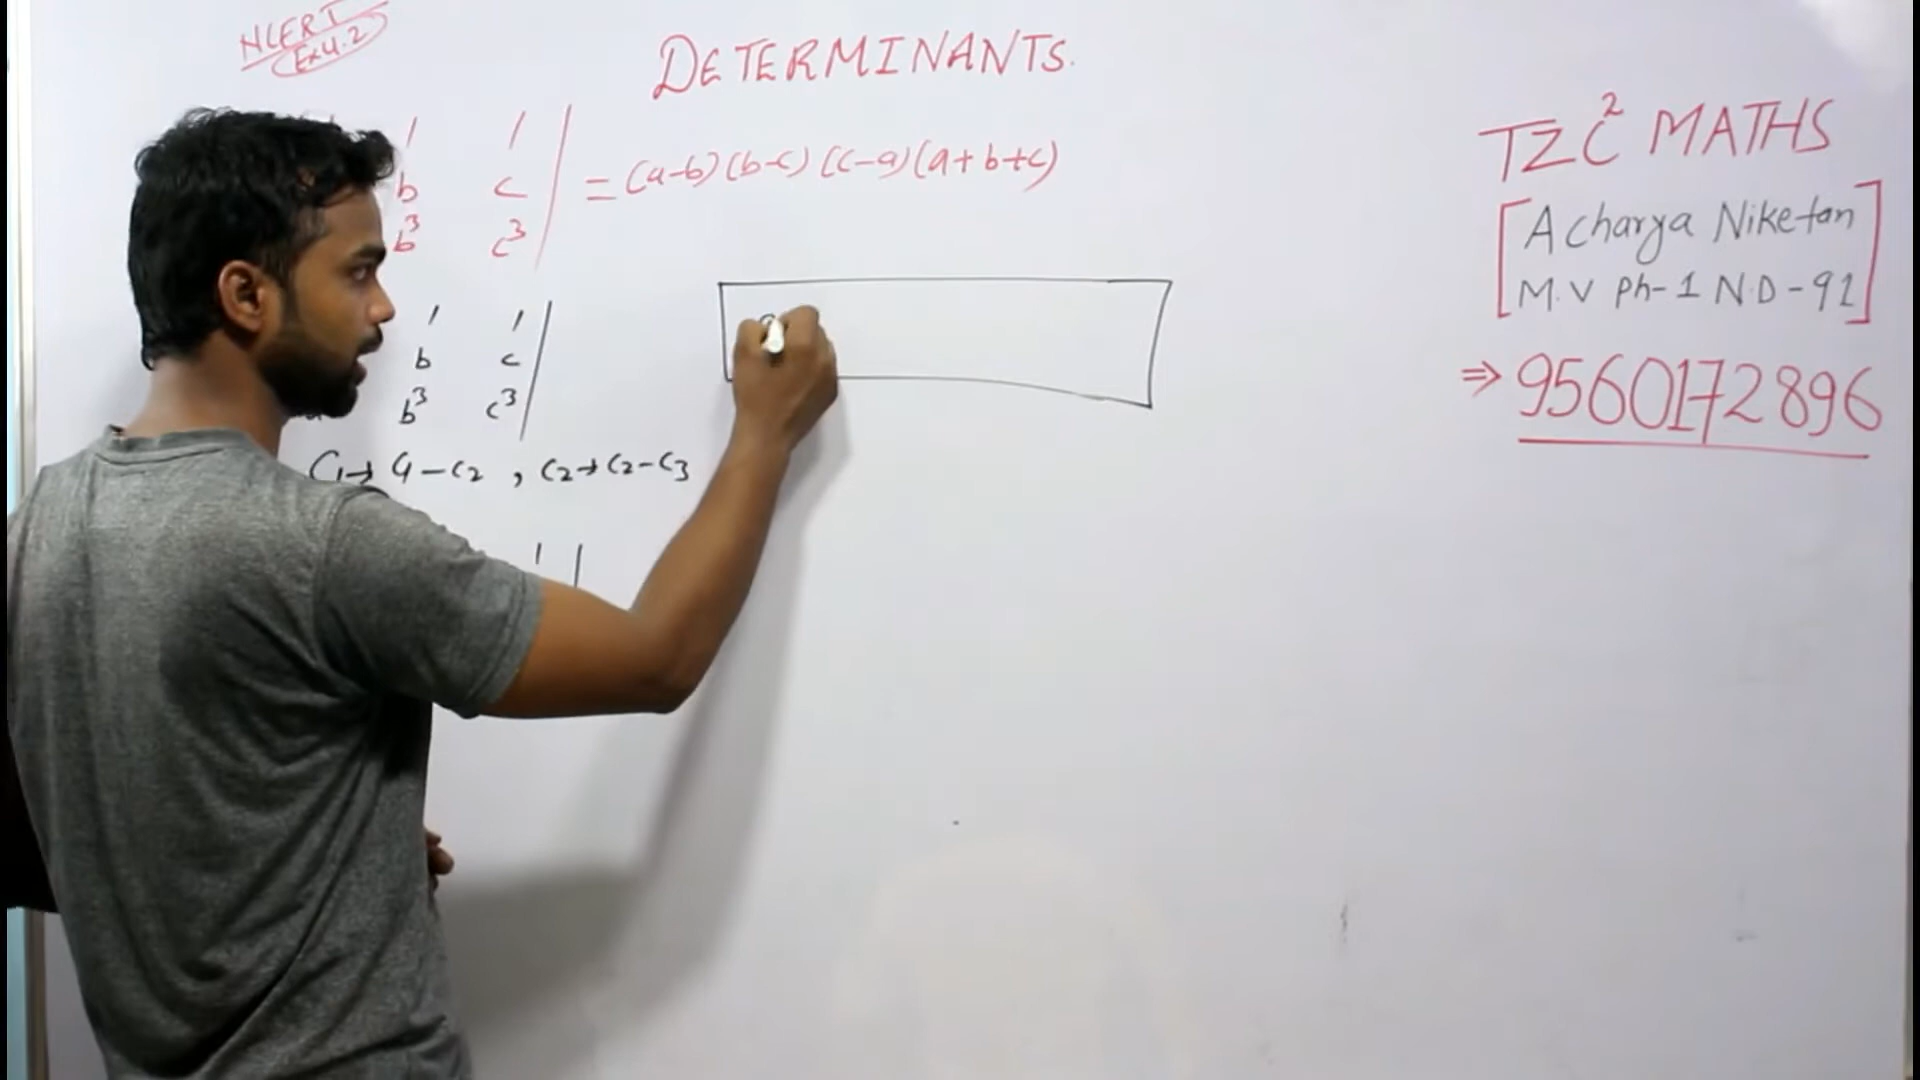 NCERT
Ex 4.2
DETERMINANTS.
1 1
b c = (a-b)(b-c)(c-a)(a+b+c)
b³ c³
1 1
b c
b³ c³
C₁→ C₁-C₂ , C₂→C₂-C₃
1
TZC² MATHS
[Acharya Niketan
M.V Ph-1 N.D-91]
⇒ 9560172896